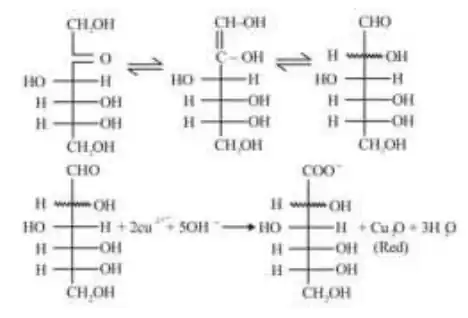 CH₂OH CH–OH CHO
O C–OH H OH
HO H HO H HO H
H OH H OH H OH
H OH H OH H OH
CH₂OH CH₂OH CH₂OH
CHO COO⁻
H OH H OH
HO H + 2cu²⁺ + 5OH⁻ → HO H + Cu₂O + 3H₂O
H OH H OH (Red)
H OH H OH
CH₂OH CH₂OH